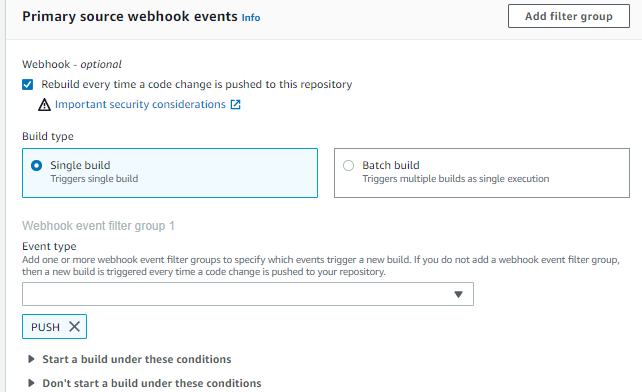 Primary source webhook events Info
Add filter group
Webhook - optional
Rebuild every time a code change is pushed to this repository
Important security considerations
Build type
Single build
Triggers single build
Batch build
Triggers multiple builds as single execution
Webhook event filter group 1
Event type
Add one or more webhook event filter groups to specify which events trigger a new build. If you do not add a webhook event filter group,
then a new build is triggered every time a code change is pushed to your repository.
PUSH
Start a build under these conditions
Don't start a build under these conditions